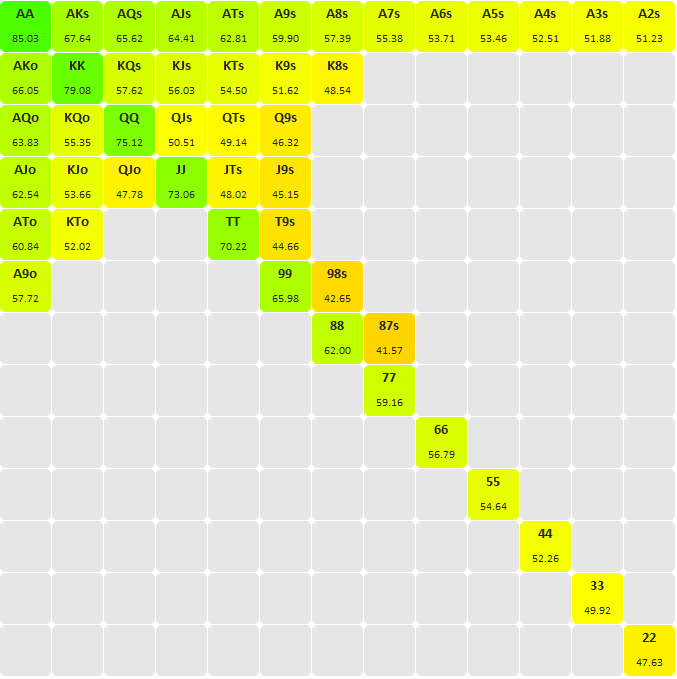 AA AKs AQs AJs ATs A9s A8s A7s A6s A5s A4s A3s A2s
85.03 67.64 65.62 64.41 62.81 59.90 57.39 55.38 53.71 53.46 52.51 51.88 51.23
AKo KK KQs KJs KTs K9s K8s
66.05 79.08 57.62 56.03 54.50 51.62 48.54
AQo KQo QQ QJs QTs Q9s
63.83 55.35 75.12 50.51 49.14 46.32
AJo KJo QJo JJ JTs J9s
62.54 53.66 47.78 73.06 48.02 45.15
ATo KTo TT T9s
60.84 52.02 70.22 44.66
A9o 99 98s
57.72 65.98 42.65
88 87s
62.00 41.57
77
59.16
66
56.79
55
54.64
44
52.26
33
49.92
22
47.63